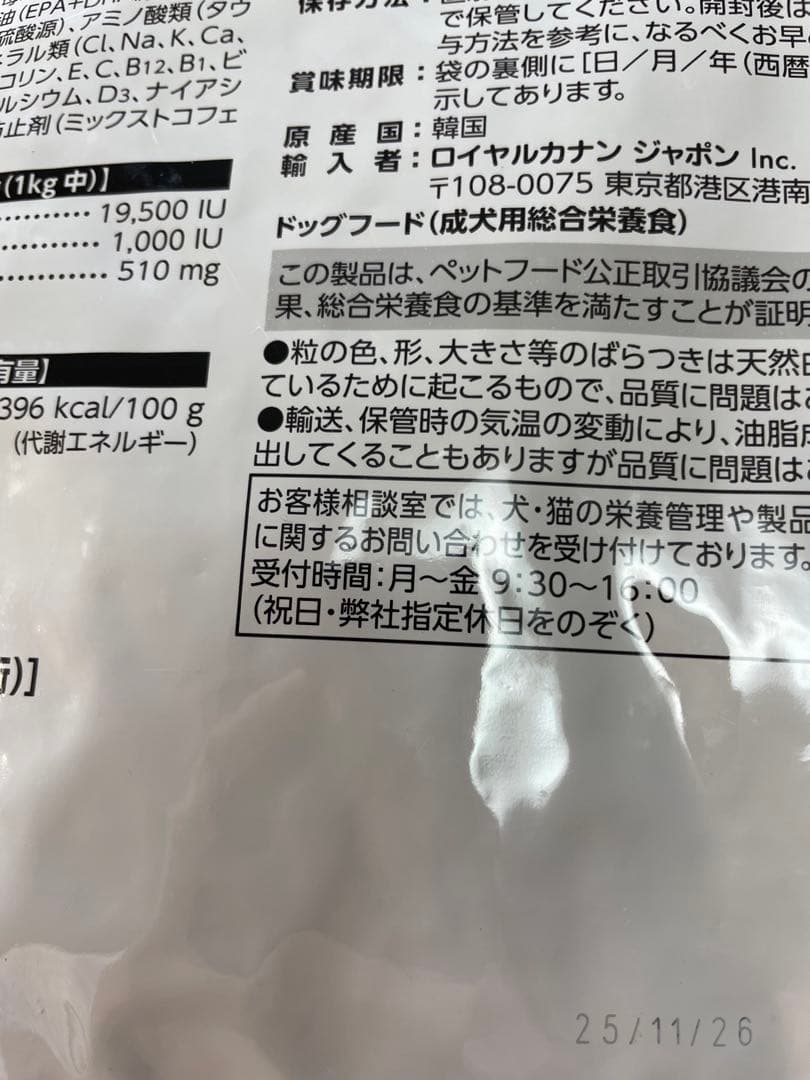 油(EPA+DHA
硫酸源)、アミノ酸類(タウ
ラル類(Cl、Na、K、Ca、
コリン、E、C、B12、B1、ビ
ルシウム、D3、ナイアシ
止剤(ミックストコフェ
(1kg 中)】
19,500 IU
1,000 IU
510 mg
有量】
396 kcal/100 g
(代謝エネルギー)
)]
保存方法:
で保管してください。開封後は
与方法を参考に、なるべくお早
賞味期限:袋の裏側に[日/月/年(西暦
示してあります。
原産国:韓国
輸入者:ロイヤルカナン ジャポン Inc.
〒108-0075 東京都港区港南
ドッグフード(成犬用総合栄養食)
この製品は、ペットフード公正取引協議会の
果、総合栄養食の基準を満たすことが証明
●粒の色、形、大きさ等のばらつきは天然
ているために起こるもので、品質に問題は
●輸送、保管時の気温の変動により、油脂
出してくることもありますが品質に問題は
お客様相談室では、犬・猫の栄養管理や製品
に関するお問い合わせを受け付けております。
受付時間:月〜金 9:30〜16:00
(祝日・弊社指定休日をのぞく)
25/11/26